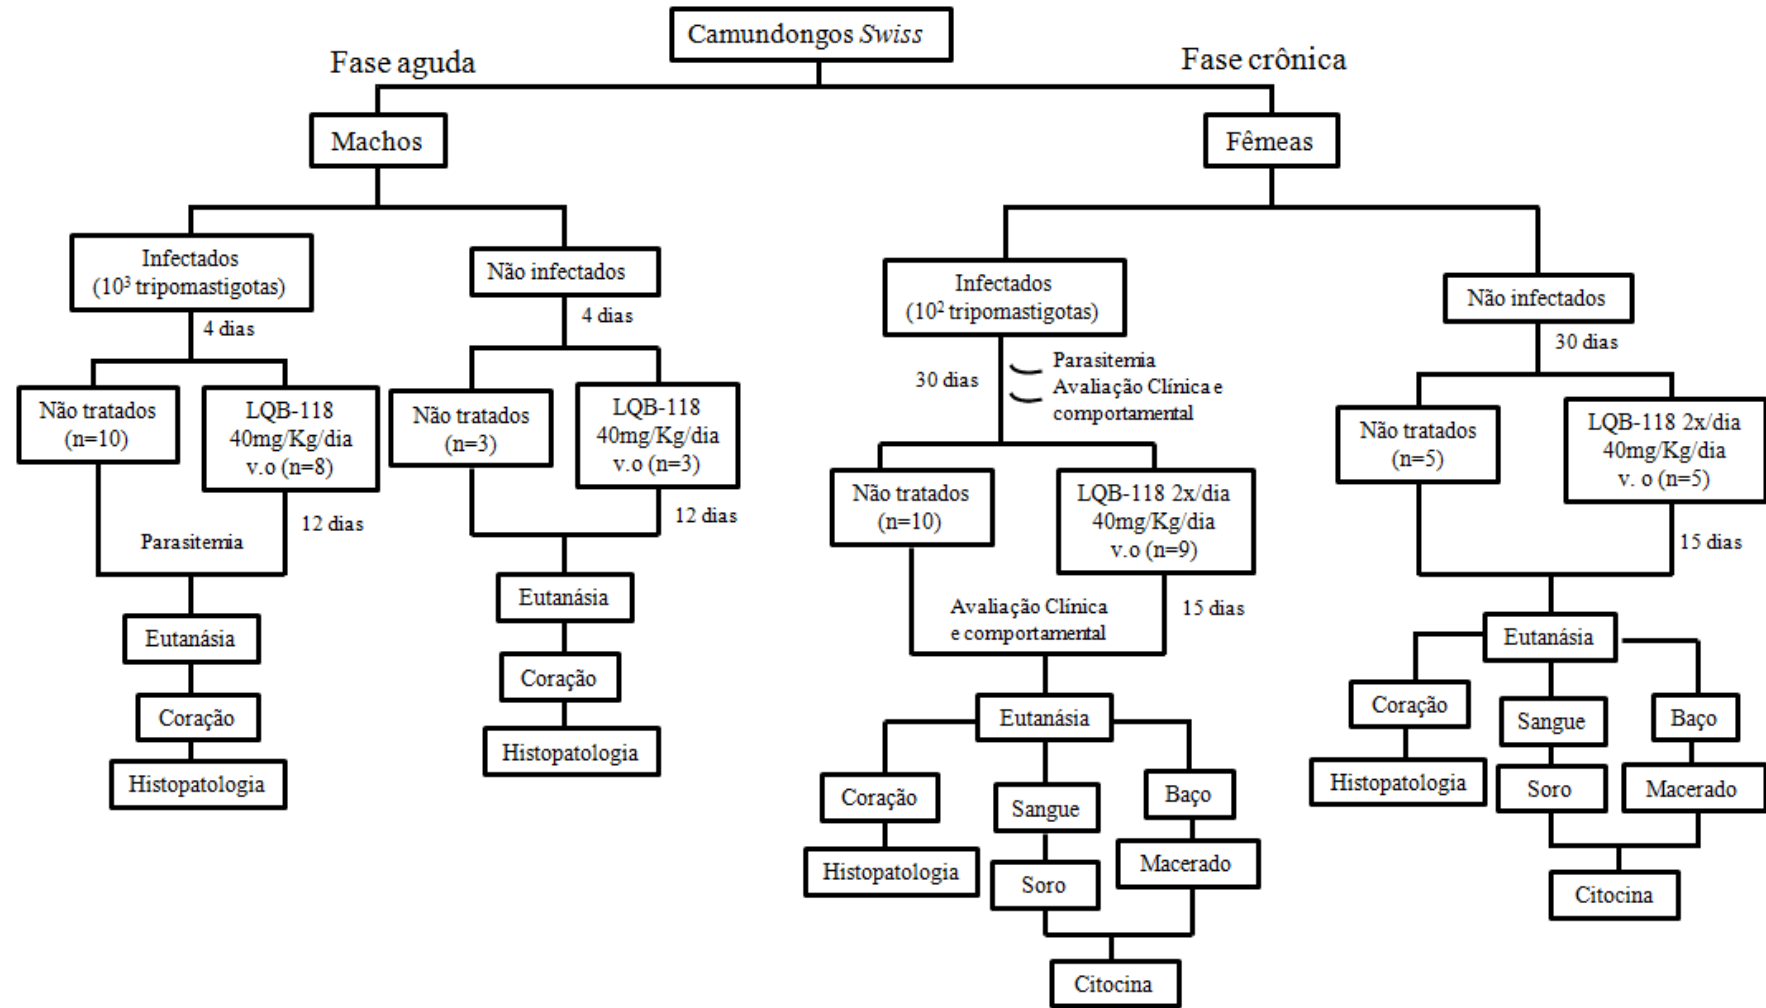 Camundongos Swiss
Fase aguda
Fase crônica
Machos
Fêmeas
Infectados
(10³ tripomastigotas)
Não infectados
4 dias
4 dias
Não tratados
(n=10)
LQB-118
40mg/Kg/dia
v.o (n=8)
Não tratados
(n=3)
LQB-118
40mg/Kg/dia
v.o (n=3)
Parasitemia
12 dias
12 dias
Eutanásia
Coração
Histopatologia
Eutanásia
Coração
Histopatologia
Infectados
(10² tripomastigotas)
30 dias
Parasitemia
Avaliação Clínica e
comportamental
Não tratados
(n=10)
LQB-118 2x/dia
40mg/Kg/dia
v.o (n=9)
Avaliação Clínica
e comportamental
15 dias
Eutanásia
Coração
Histopatologia
Sangue
Soro
Baço
Macerado
Citocina
Não infectados
30 dias
Não tratados
(n=5)
LQB-118 2x/dia
40mg/Kg/dia
v. o (n=5)
15 dias
Eutanásia
Coração
Histopatologia
Sangue
Soro
Baço
Macerado
Citocina